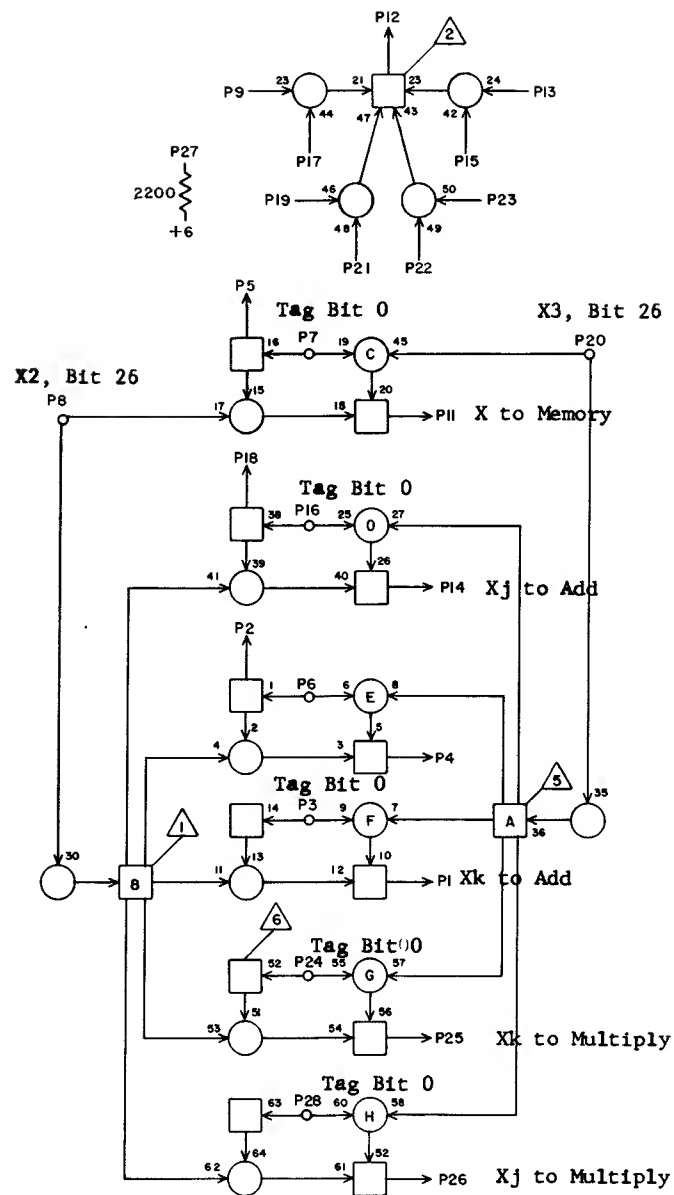 P12
2
23 21 23 24
P9 P13
44 47 43 42
P17 P15
P27
2200
+6
46 50
P19 P23
48 49
P21 P22
P5
Tag Bit 0
X3, Bit 26
16 P7 19 C 45 P20
X2, Bit 26
P8
15 20
17 18 P11 X to Memory
P18
Tag Bit 0
38 P16 25 O 27
39 26
41 40 P14 Xj to Add
P2
1 P6 6 E 8
2 5
4 3 P4
Tag Bit 0
5
35
14 P3 9 F 7 A 36
1
13 10
30 B 11 12 P1 Xk to Add
6
Tag Bit 0
52 P24 55 G 57
51 56
53 54 P25 Xk to Multiply
Tag Bit 0
63 P28 60 H 58
64 52
62 61 P26 Xj to Multiply